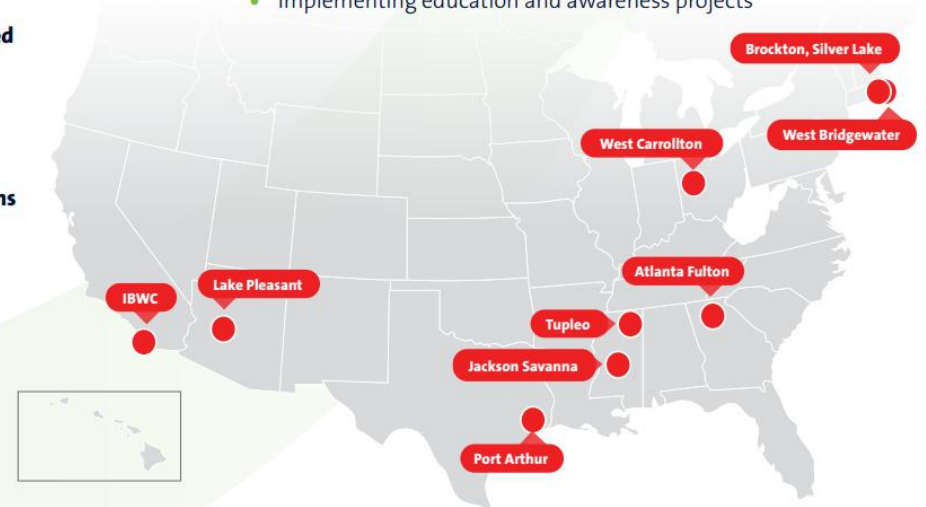 • Implementing education and awareness projects
ed
Brockton, Silver Lake
West Bridgewater
West Carrollton
ns
Atlanta Fulton
Lake Pleasant
IBWC
Tupleo
Jackson Savanna
Port Arthur